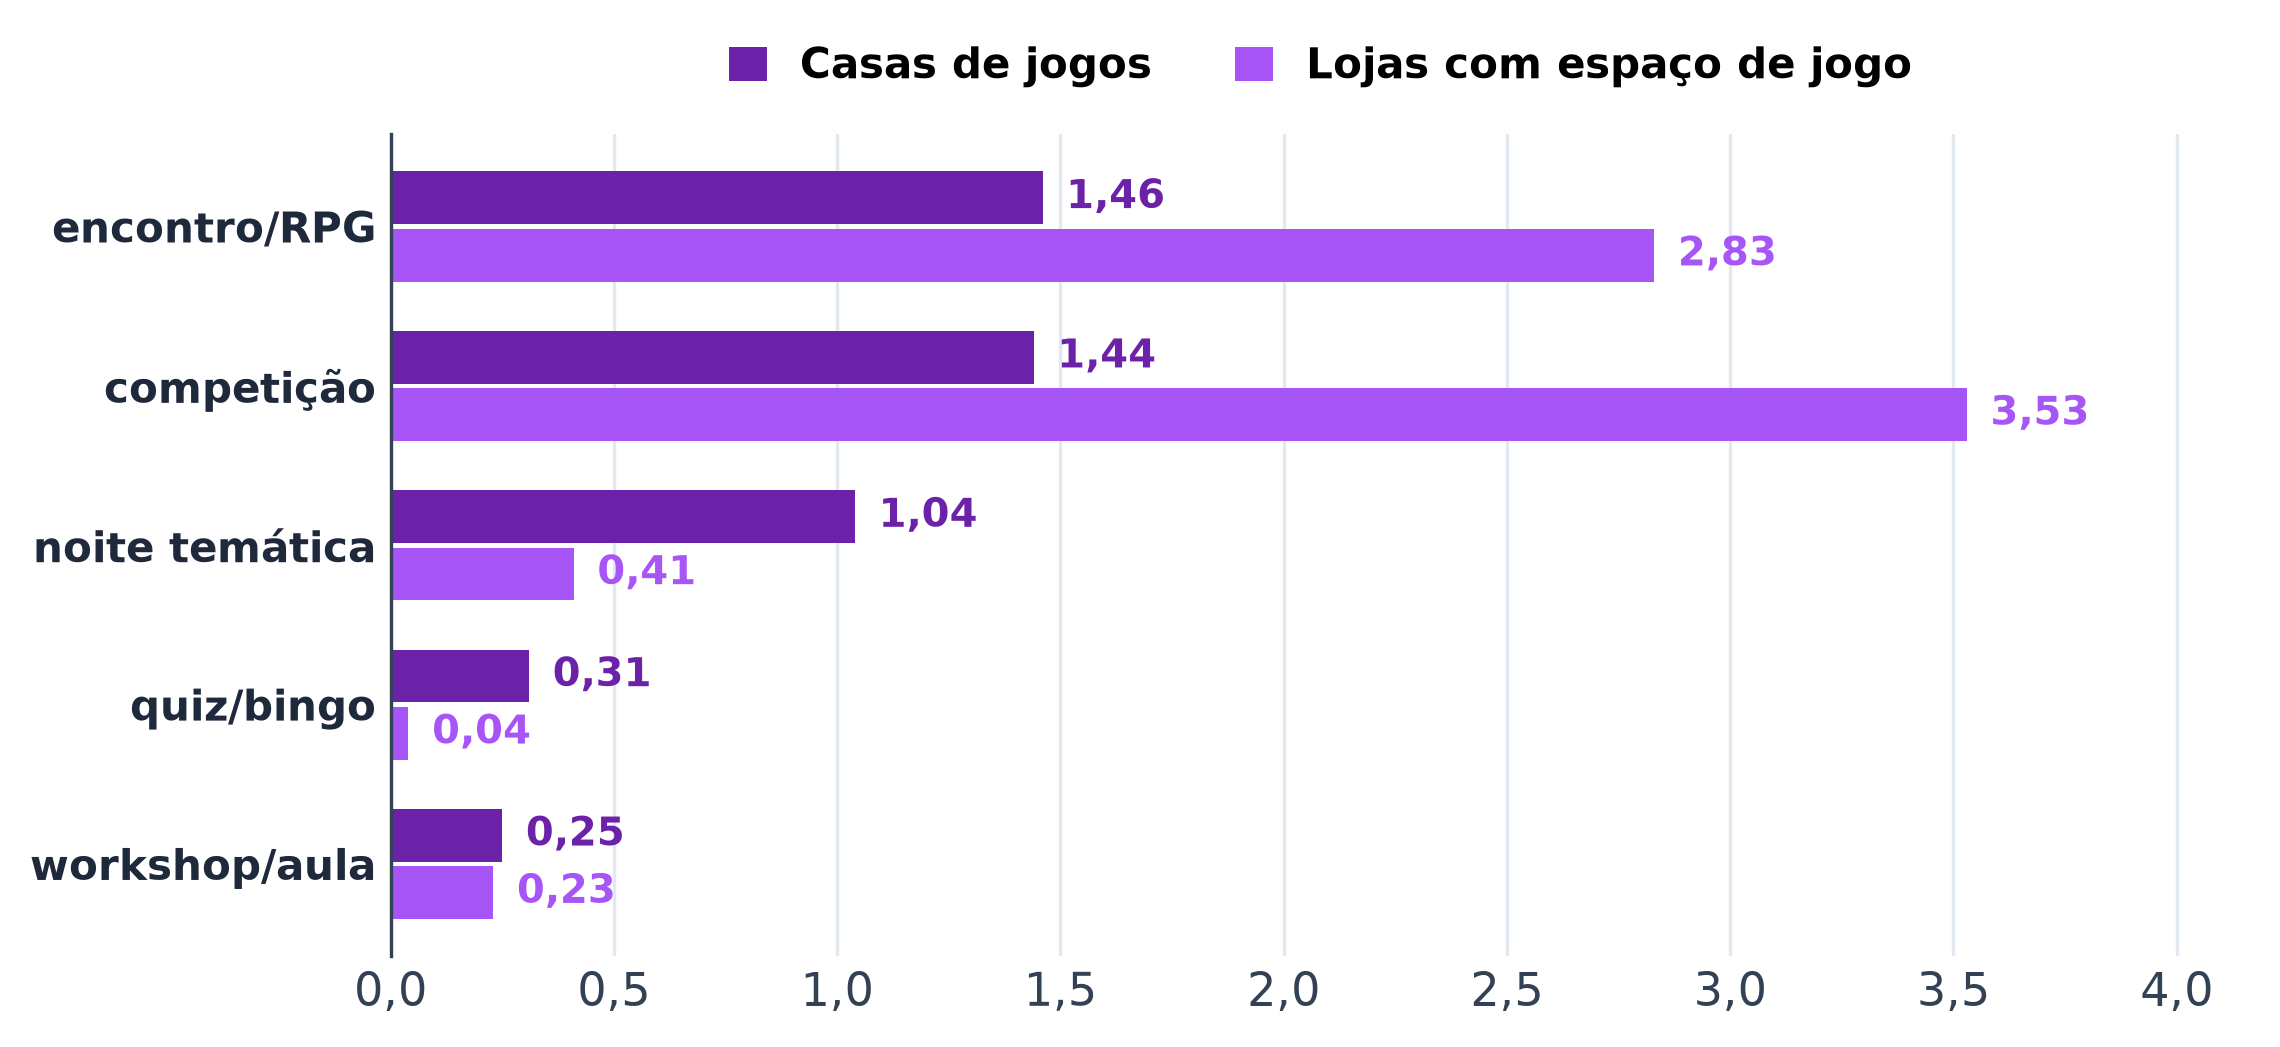 Casas de jogos
Lojas com espaço de jogo
encontro/RPG
1,46
2,83
competição
1,44
3,53
noite temática
1,04
0,41
quiz/bingo
0,31
0,04
workshop/aula
0,25
0,23
0,0 0,5 1,0 1,5 2,0 2,5 3,0 3,5 4,0